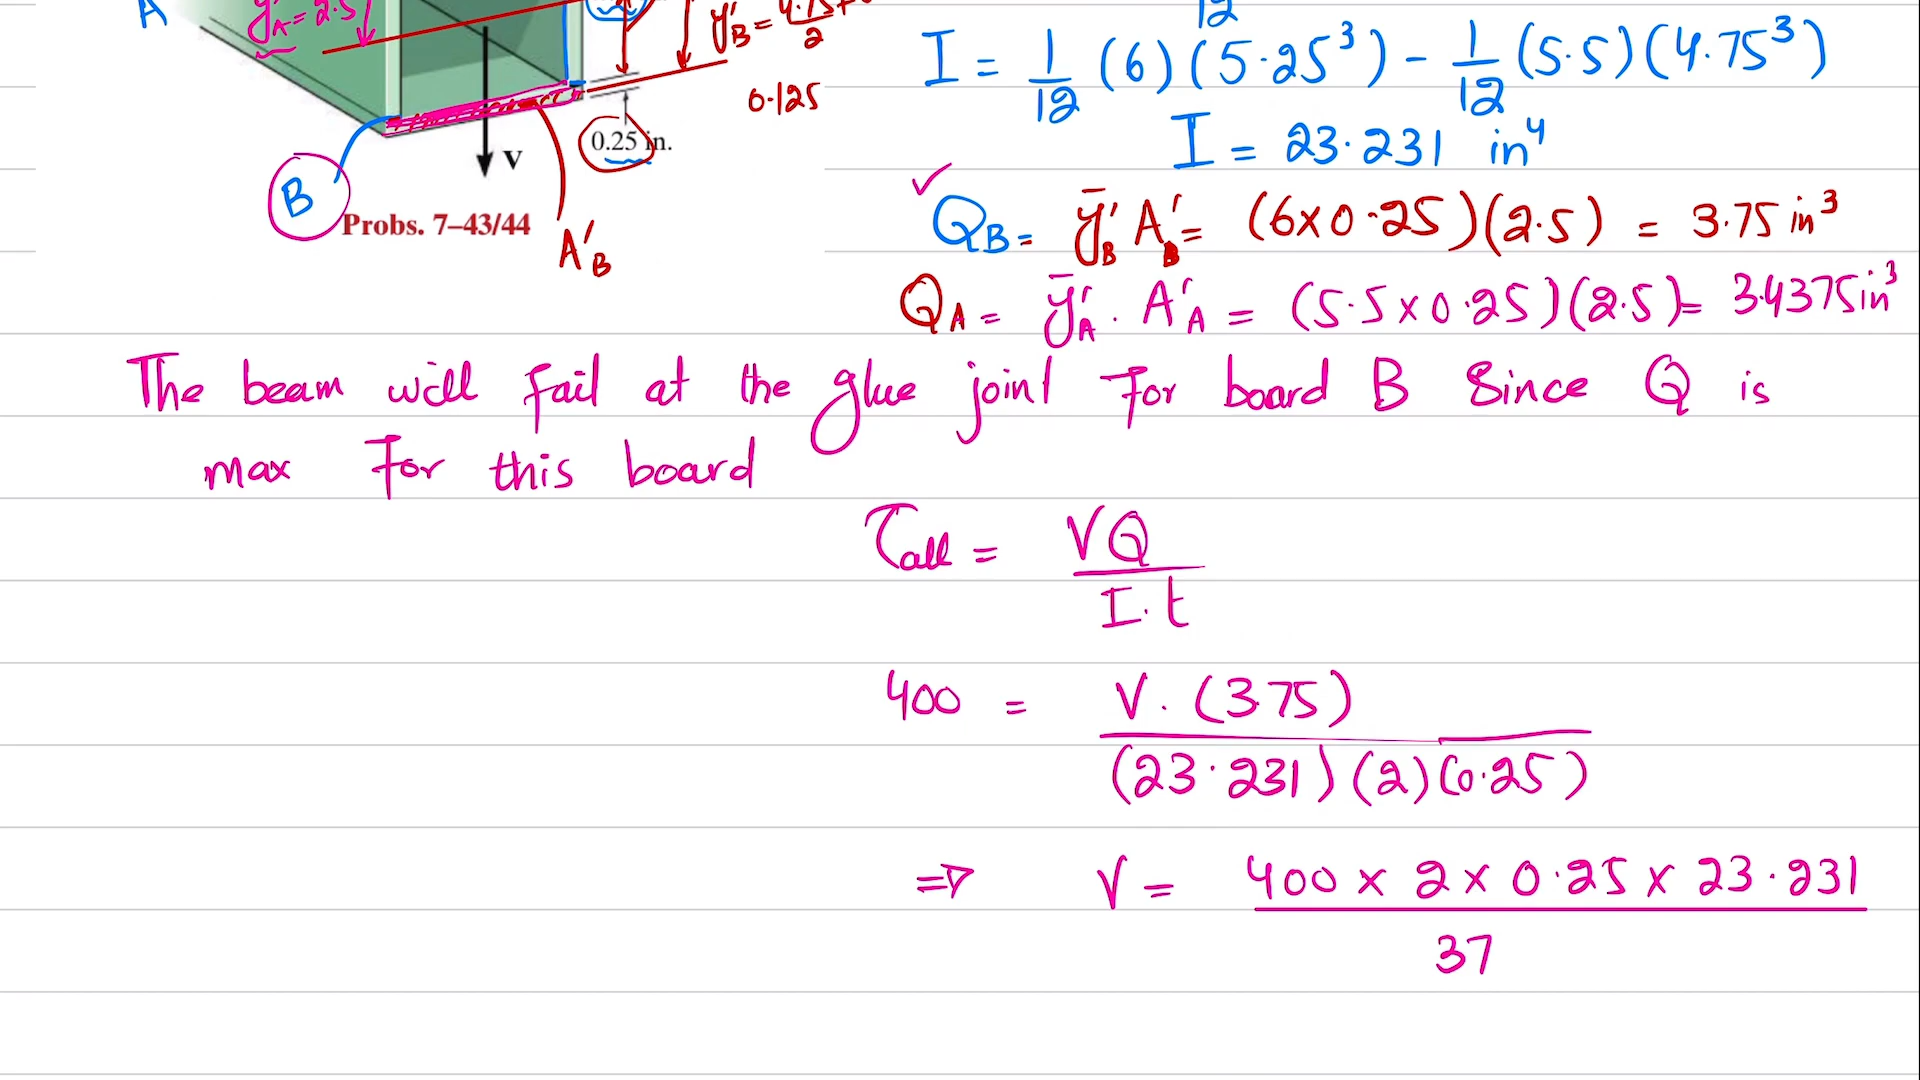 A
ȳ'A = 2.5
ȳ'B = 4.75/2 +
0.125
0.25 in.
V
B
Probs. 7–43/44
A'B
12
I = 1/12 (6)(5.25³) - 1/12 (5.5)(4.75³)
I = 23.231 in⁴
✓
QB = ȳ'B A'B = (6×0.25)(2.5) = 3.75 in³
QA = ȳ'A . A'A = (5.5×0.25)(2.5) = 3.4375 in³
The beam will fail at the glue joint For board B Since Q is
max For this board
τall = VQ / I.t
400 = V.(3.75) / (23.231)(2)(0.25)
⇒ V = 400 × 2 × 0.25 × 23.231 / 37